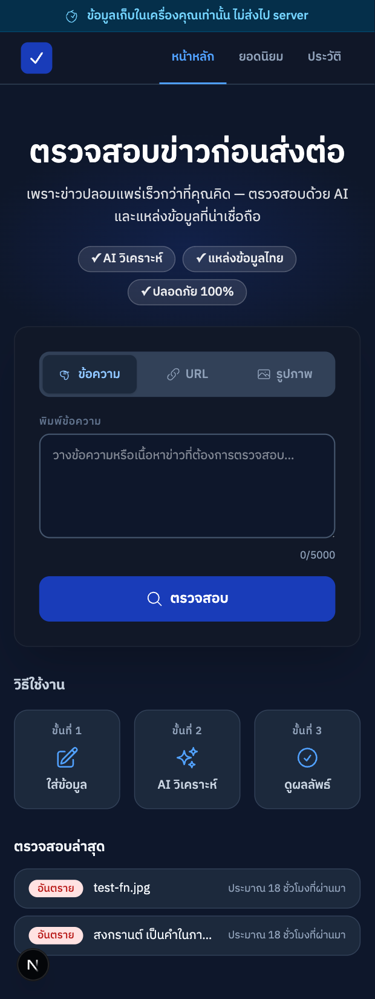 ข้อมูลเก็บในเครื่องคุณเท่านั้น ไม่ส่งไป server
หน้าหลัก ยอดนิยม ประวัติ
ตรวจสอบข่าวก่อนส่งต่อ
เพราะข่าวปลอมแพร่เร็วกว่าที่คุณคิด — ตรวจสอบด้วย AI
และแหล่งข้อมูลที่น่าเชื่อถือ
✓ AI วิเคราะห์ ✓ แหล่งข้อมูลไทย
✓ ปลอดภัย 100%
ข้อความ URL รูปภาพ
พิมพ์ข้อความ
วางข้อความหรือเนื้อหาข่าวที่ต้องการตรวจสอบ...
0/5000
ตรวจสอบ
วิธีใช้งาน
ขั้นที่ 1 ขั้นที่ 2 ขั้นที่ 3
ใส่ข้อมูล AI วิเคราะห์ ดูผลลัพธ์
ตรวจสอบล่าสุด
อันตราย test-fn.jpg ประมาณ 18 ชั่วโมงที่ผ่านมา
อันตราย สงกรานต์ เป็นคำในภา... ประมาณ 18 ชั่วโมงที่ผ่านมา
N